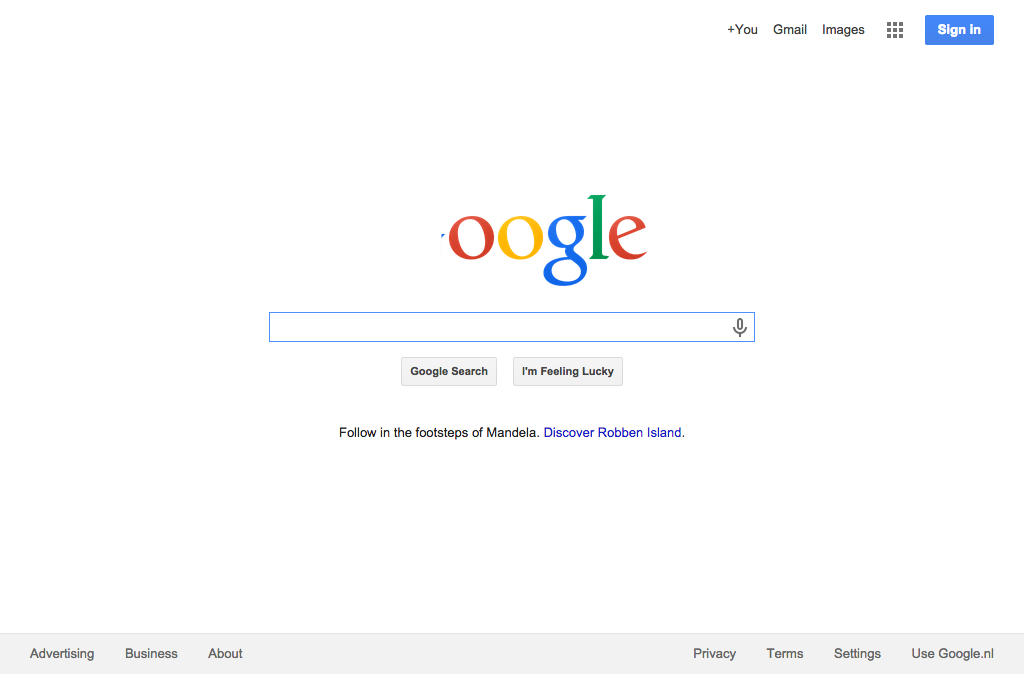 +You Gmail Images Sign in
oogle
Google Search I'm Feeling Lucky
Follow in the footsteps of Mandela. Discover Robben Island.
Advertising Business About Privacy Terms Settings Use Google.nl